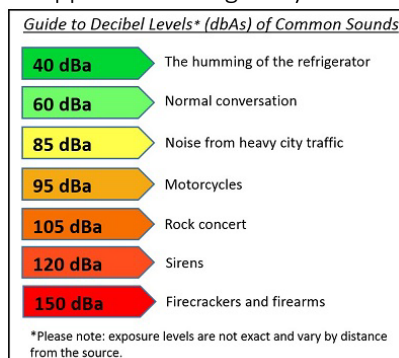 Guide to Decibel Levels* (dbAs) of Common Sounds
40 dBa The humming of the refrigerator
60 dBa Normal conversation
85 dBa Noise from heavy city traffic
95 dBa Motorcycles
105 dBa Rock concert
120 dBa Sirens
150 dBa Firecrackers and firearms
*Please note: exposure levels are not exact and vary by distance
from the source.